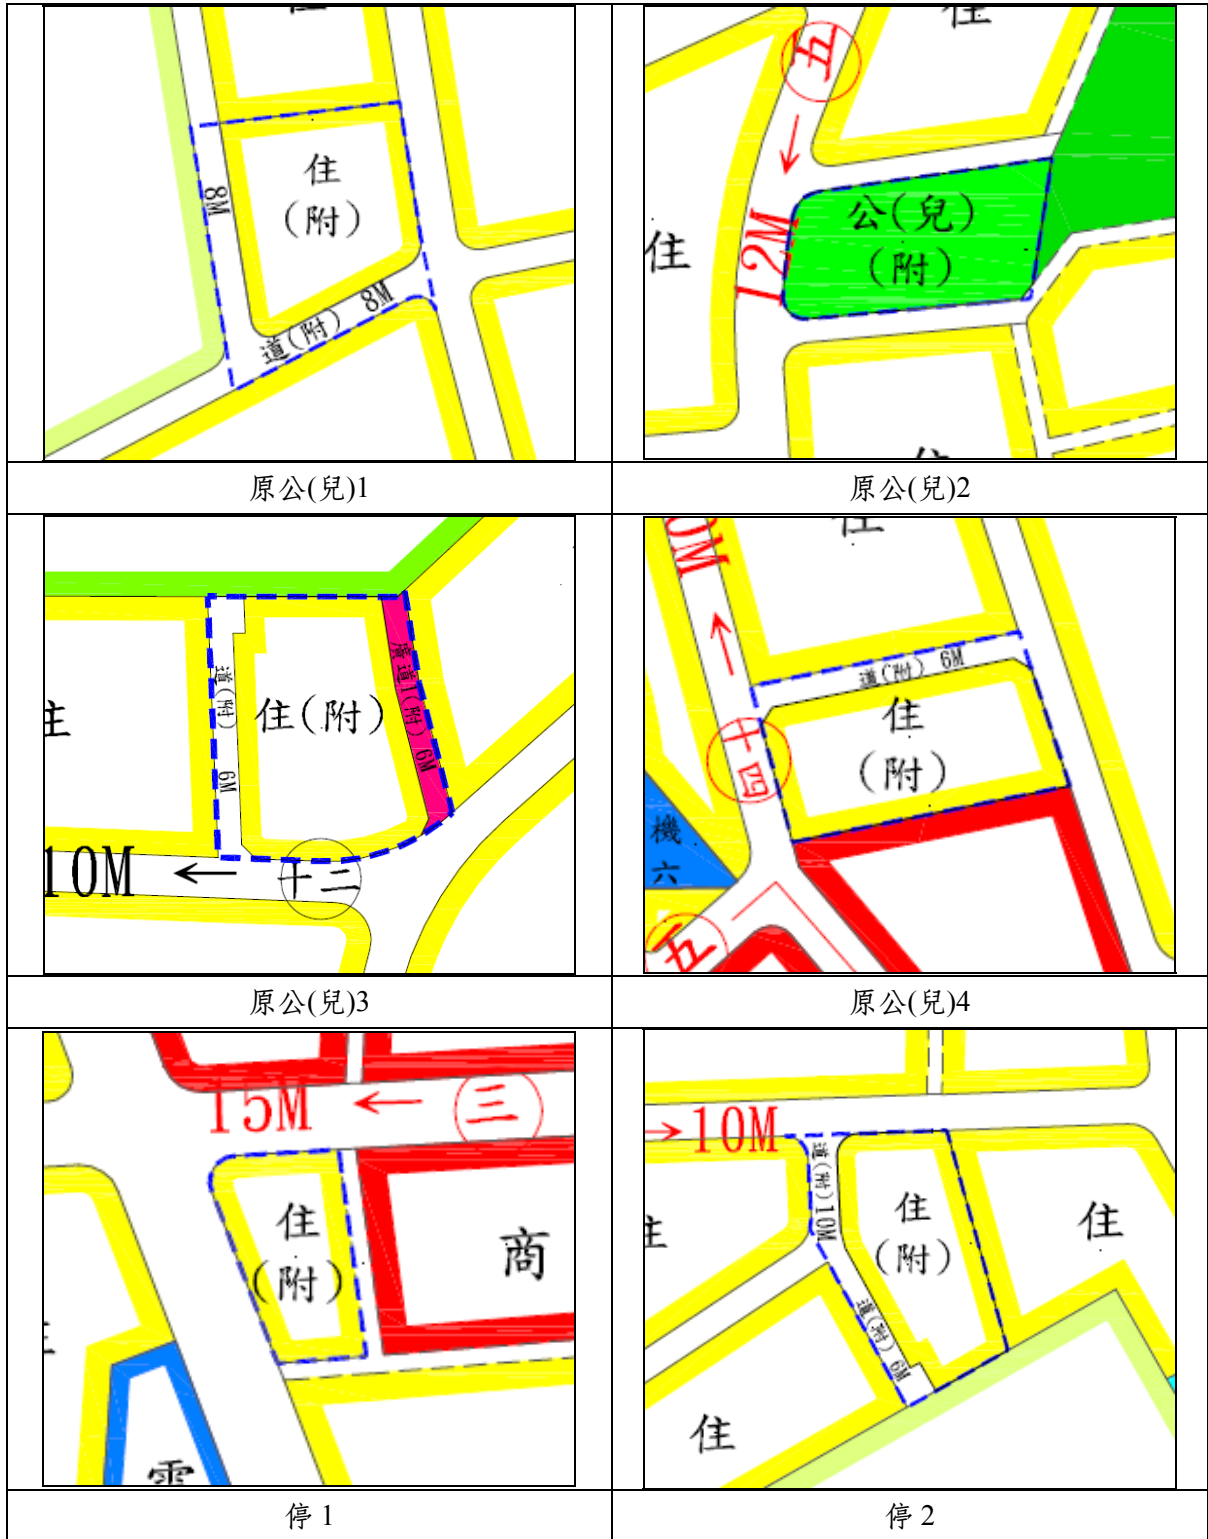 住
8M
住
(附)
道(附) 8M
原公(兒)1
住
五
12M
住
公(兒)
(附)
原公(兒)2
道(附) 6M
住(附)
廣道1(附) 6M
10M
十二
原公(兒)3
住
0M
道(附) 6M
住
(附)
十四
機
六
五
原公(兒)4
15M
三
住
(附)
商
停1
10M
道(附)10M
住
(附)
住
道(附) 6M
住
停2